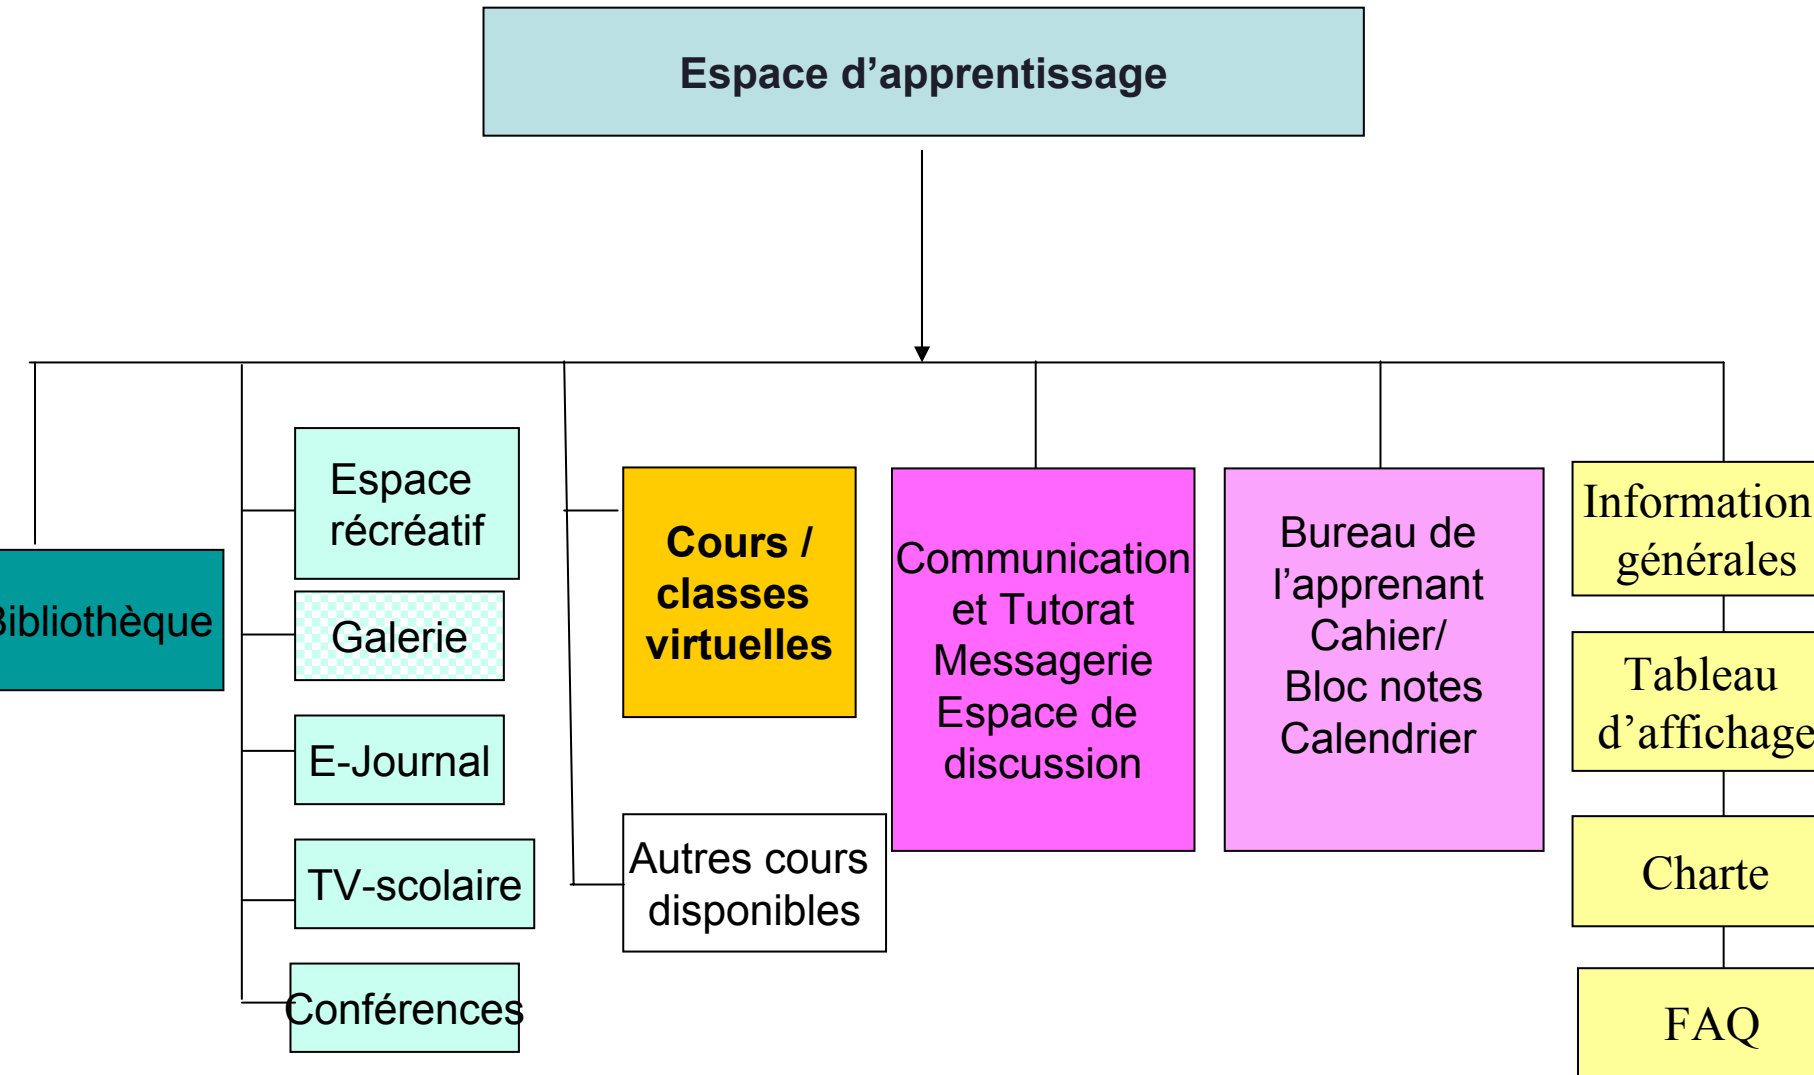 Espace d’apprentissage
Bibliothèque
Espace
récréatif
Galerie
E-Journal
TV-scolaire
Conférences
Cours /
classes
virtuelles
Autres cours
disponibles
Communication
et Tutorat
Messagerie
Espace de
discussion
Bureau de
l’apprenant
Cahier/
Bloc notes
Calendrier
Information
générales
Tableau
d’affichage
Charte
FAQ